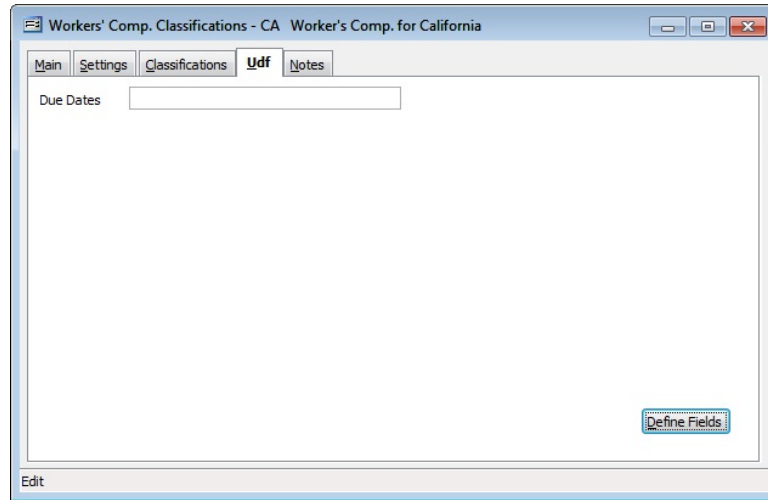 Workers' Comp. Classifications - CA Worker's Comp. for California
Main Settings Classifications Udf Notes
Due Dates
Define Fields
Edit